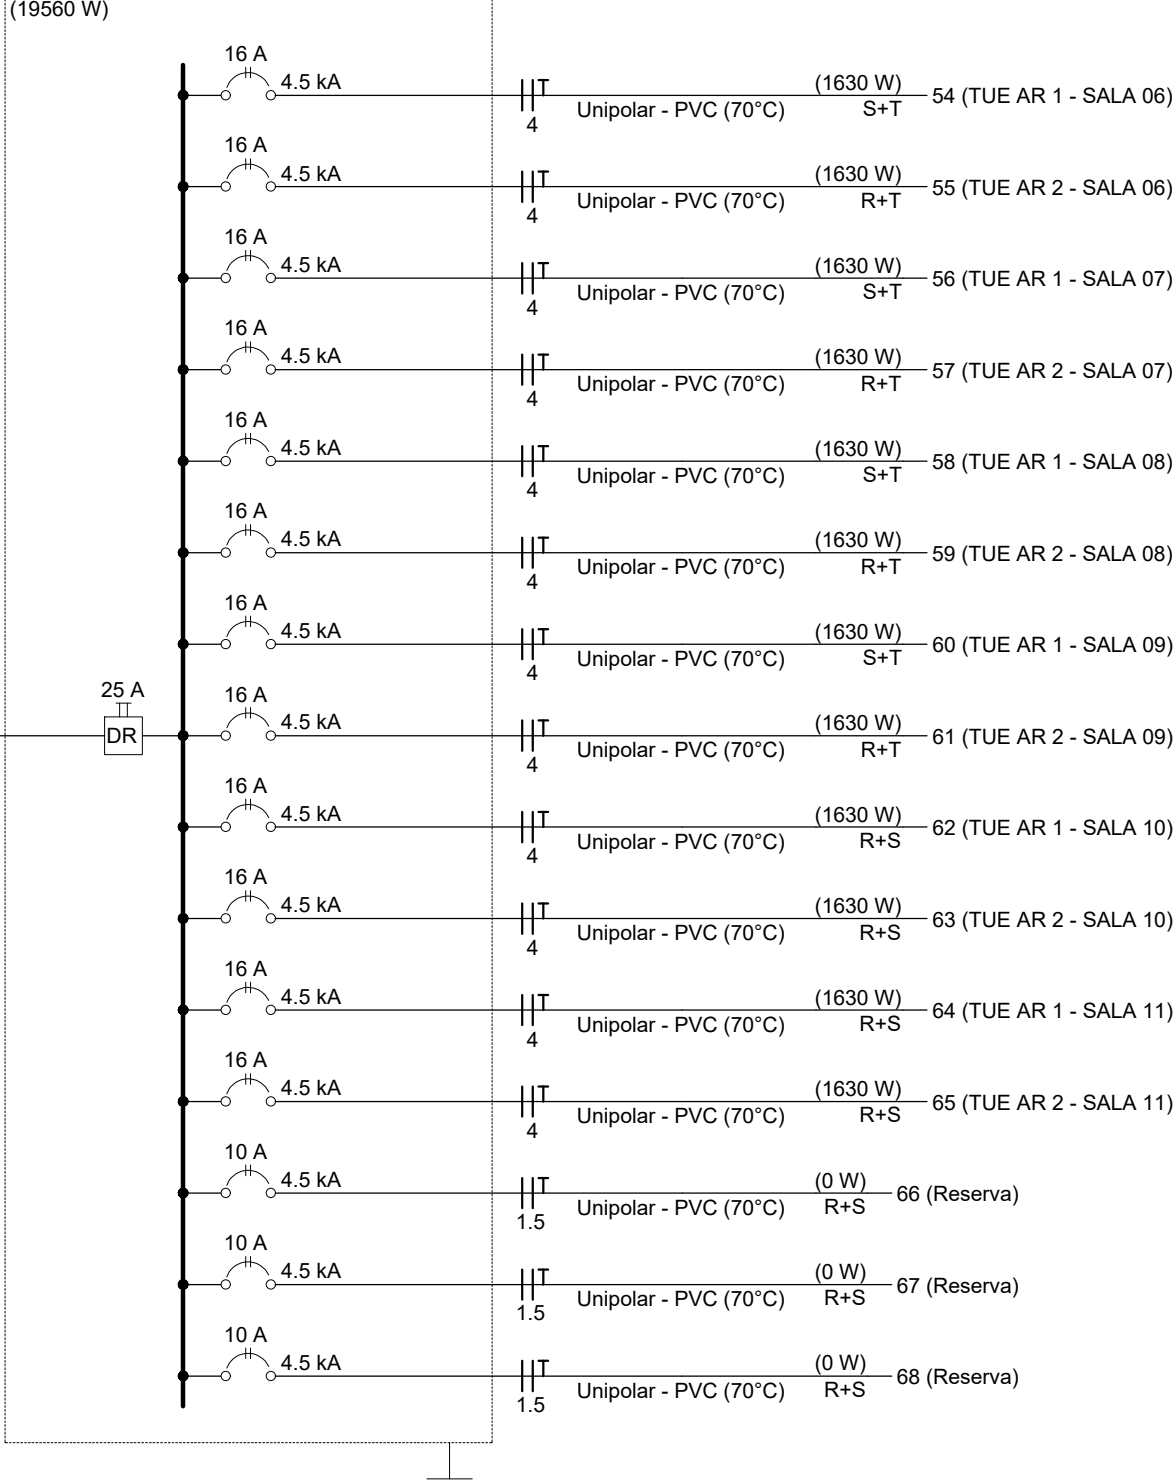 (19560 W)
16 A
4.5 kA
T
4
Unipolar - PVC (70°C)
(1630 W)
S+T
54 (TUE AR 1 - SALA 06)
16 A
4.5 kA
T
4
Unipolar - PVC (70°C)
(1630 W)
R+T
55 (TUE AR 2 - SALA 06)
16 A
4.5 kA
T
4
Unipolar - PVC (70°C)
(1630 W)
S+T
56 (TUE AR 1 - SALA 07)
16 A
4.5 kA
T
4
Unipolar - PVC (70°C)
(1630 W)
R+T
57 (TUE AR 2 - SALA 07)
16 A
4.5 kA
T
4
Unipolar - PVC (70°C)
(1630 W)
S+T
58 (TUE AR 1 - SALA 08)
16 A
4.5 kA
T
4
Unipolar - PVC (70°C)
(1630 W)
R+T
59 (TUE AR 2 - SALA 08)
16 A
4.5 kA
T
4
Unipolar - PVC (70°C)
(1630 W)
S+T
60 (TUE AR 1 - SALA 09)
25 A
DR
16 A
4.5 kA
T
4
Unipolar - PVC (70°C)
(1630 W)
R+T
61 (TUE AR 2 - SALA 09)
16 A
4.5 kA
T
4
Unipolar - PVC (70°C)
(1630 W)
R+S
62 (TUE AR 1 - SALA 10)
16 A
4.5 kA
T
4
Unipolar - PVC (70°C)
(1630 W)
R+S
63 (TUE AR 2 - SALA 10)
16 A
4.5 kA
T
4
Unipolar - PVC (70°C)
(1630 W)
R+S
64 (TUE AR 1 - SALA 11)
16 A
4.5 kA
T
4
Unipolar - PVC (70°C)
(1630 W)
R+S
65 (TUE AR 2 - SALA 11)
10 A
4.5 kA
T
1.5
Unipolar - PVC (70°C)
(0 W)
R+S
66 (Reserva)
10 A
4.5 kA
T
1.5
Unipolar - PVC (70°C)
(0 W)
R+S
67 (Reserva)
10 A
4.5 kA
T
1.5
Unipolar - PVC (70°C)
(0 W)
R+S
68 (Reserva)